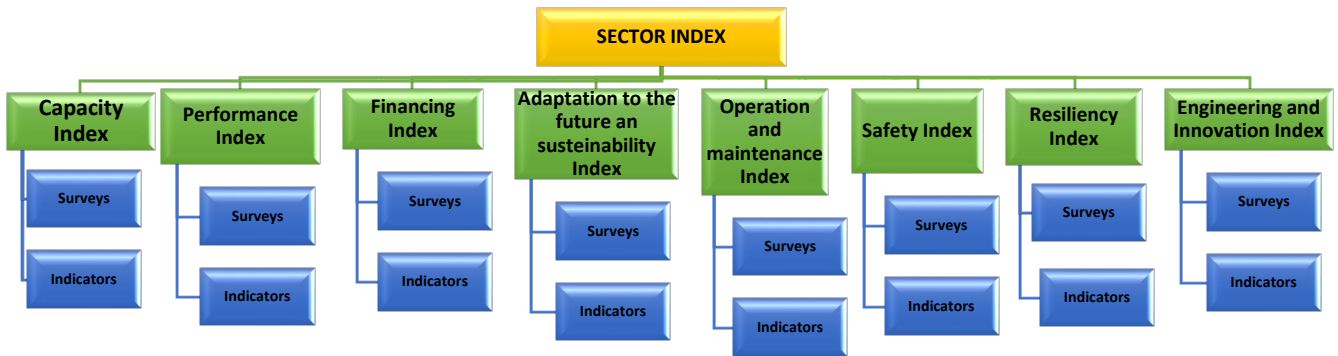 SECTOR INDEX
Capacity
Index
Surveys
Indicators
Performance
Index
Surveys
Indicators
Financing
Index
Surveys
Indicators
Adaptation to the
future an
susteinability
Index
Surveys
Indicators
Operation
and
maintenance
Index
Surveys
Indicators
Safety Index
Surveys
Indicators
Resiliency
Index
Surveys
Indicators
Engineering and
Innovation Index
Surveys
Indicators